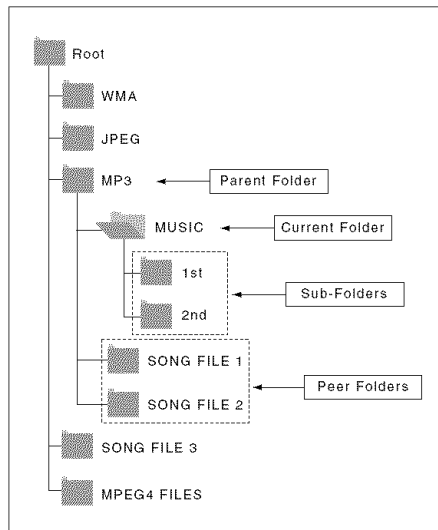 Root
WMA
JPEG
MP3
Parent Folder
MUSIC
Current Folder
1st
Sub-Folders
2nd
SONG FILE 1
Peer Folders
SONG FILE 2
SONG FILE 3
MPEG4 FILES